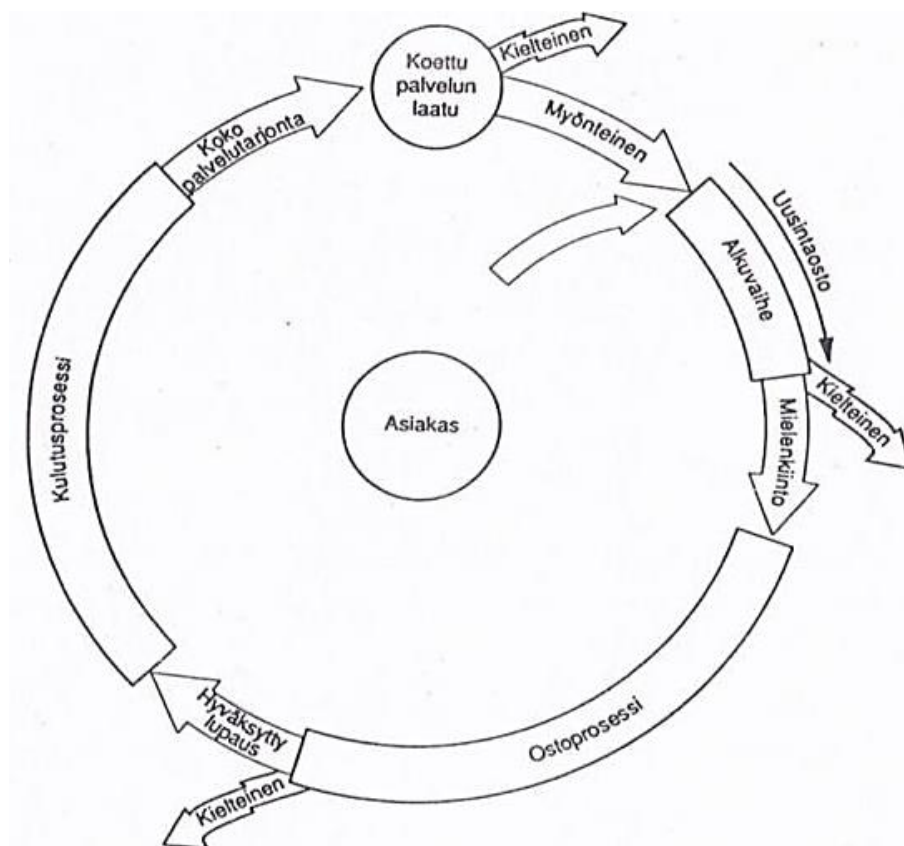 Koettu
palvelun
laatu
Kielteinen
Myönteinen
Uusintaosto
Alkuvaihe
Kielteinen
Mielenkiinto
Ostoprosessi
Kielteinen
Hyväksytty
lupaus
Kulutusprosessi
Koko
palvelutarjonta
Asiakas